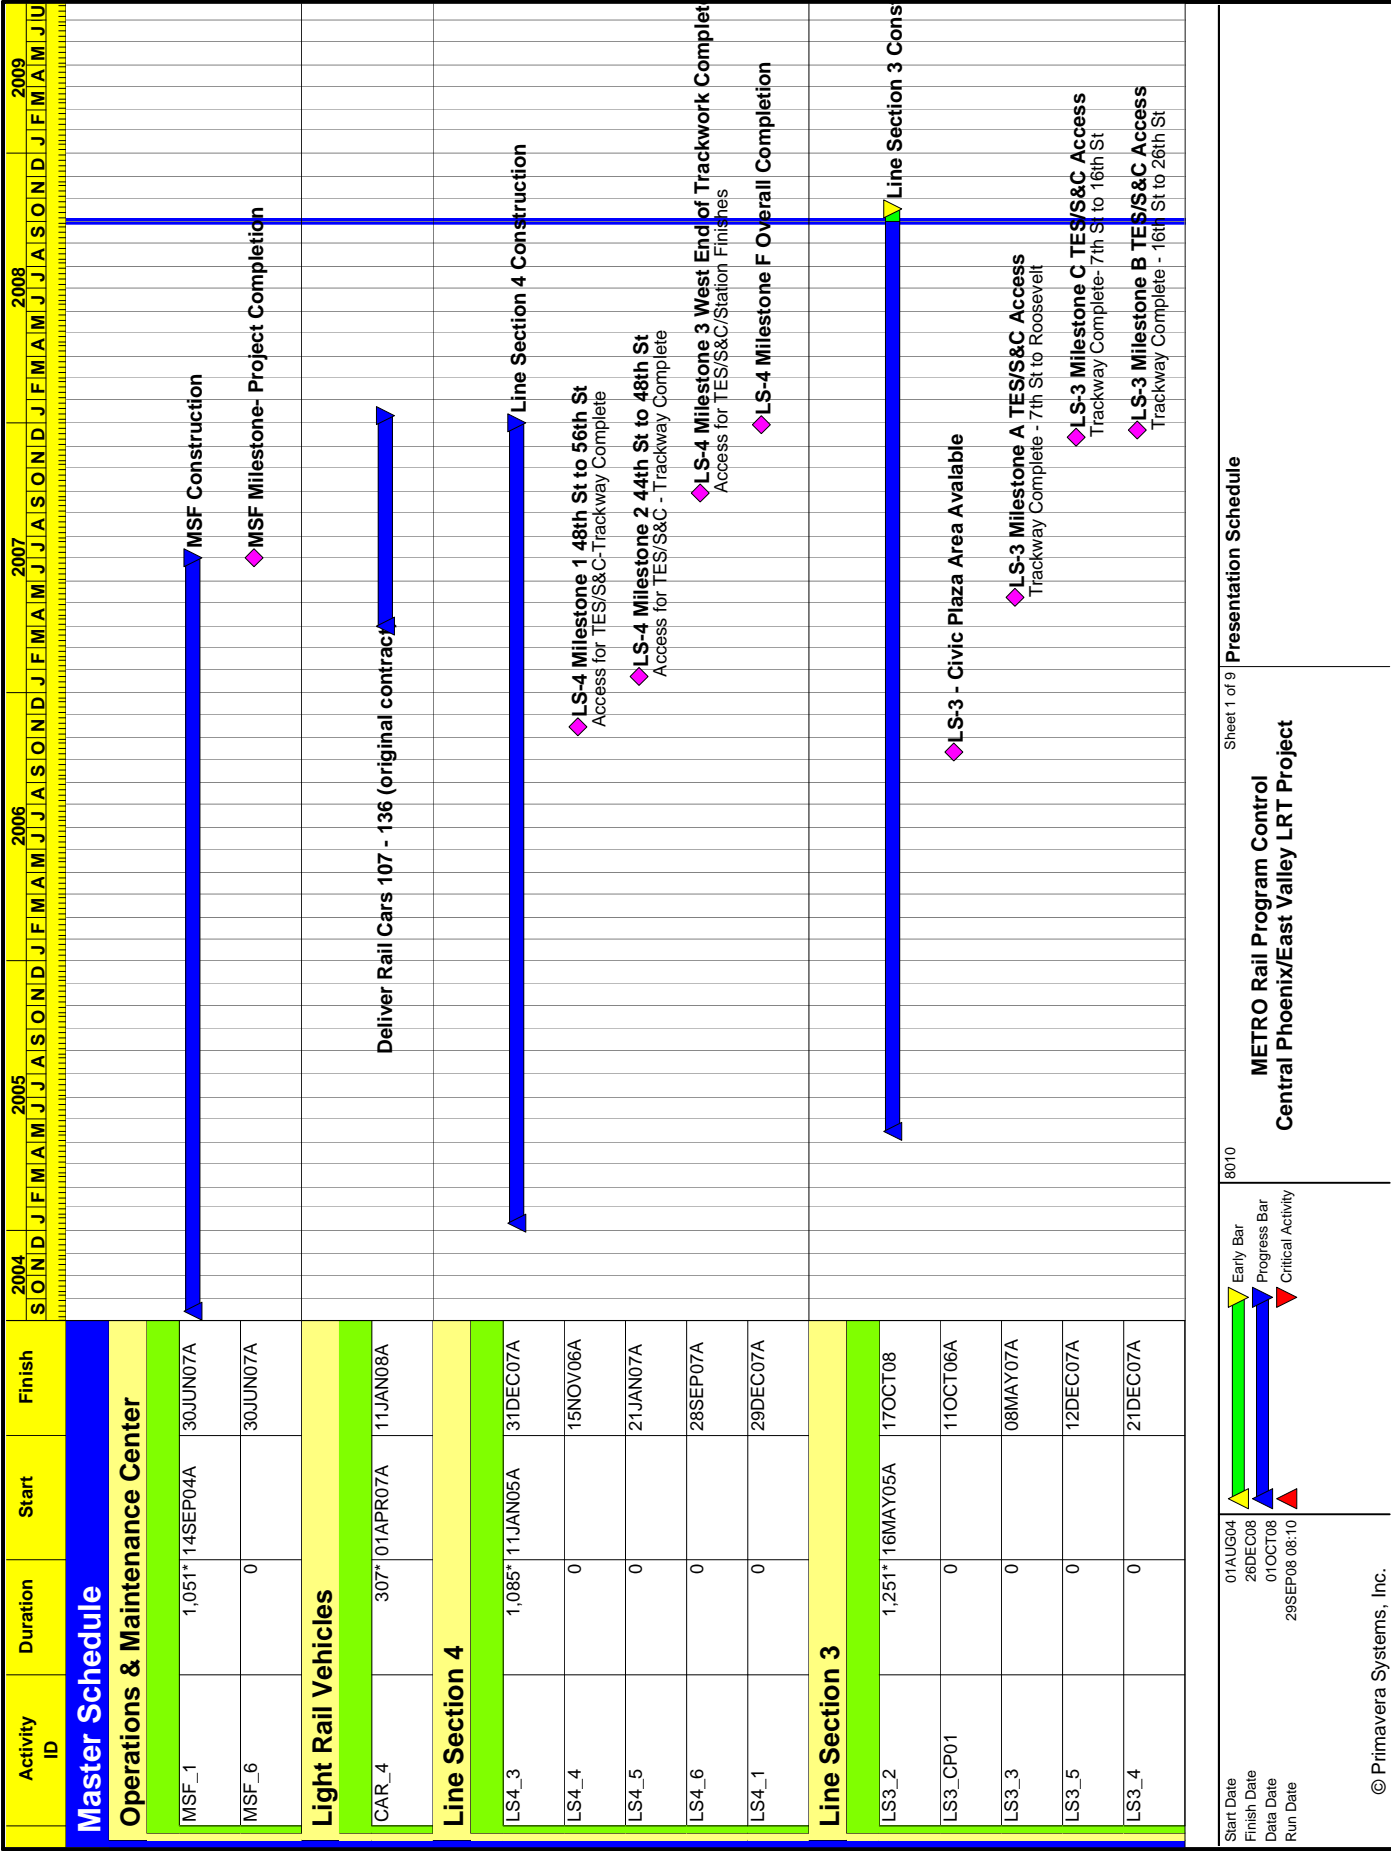 Activity ID Duration Start Finish
2004 2005 2006 2007 2008 2009
S O N D J F M A M J J A S O N D J F M A M J J A S O N D J F M A M J J A S O N D J F M A M J J A S O N D J F M A M J U
Master Schedule
Operations & Maintenance Center
MSF_1 1,051* 14SEP04A 30JUN07A MSF Construction
MSF_6 0 30JUN07A MSF Milestone- Project Completion
Light Rail Vehicles
CAR_4 307* 01APR07A 11JAN08A Deliver Rail Cars 107 - 136 (original contract
Line Section 4
LS4_3 1,085* 11JAN05A 31DEC07A Line Section 4 Construction
LS4_4 0 15NOV06A LS-4 Milestone 1 48th St to 56th St
Access for TES/S&C-Trackway Complete
LS4_5 0 21JAN07A LS-4 Milestone 2 44th St to 48th St
Access for TES/S&C - Trackway Complete
LS4_6 0 28SEP07A LS-4 Milestone 3 West End of Trackwork Complet
Access for TES/S&C/Station Finishes
LS4_1 0 29DEC07A LS-4 Milestone F Overall Completion
Line Section 3
LS3_2 1,251* 16MAY05A 17OCT08 Line Section 3 Cons
LS3_CP01 0 11OCT06A LS-3 - Civic Plaza Area Avalable
LS3_3 0 08MAY07A LS-3 Milestone A TES/S&C Access
Trackway Complete - 7th St to Roosevelt
LS3_5 0 12DEC07A LS-3 Milestone C TES/S&C Access
Trackway Complete- 7th St to 16th St
LS3_4 0 21DEC07A LS-3 Milestone B TES/S&C Access
Trackway Complete - 16th St to 26th St
Start Date 01AUG04
Finish Date 26DEC08
Data Date 01OCT08
Run Date 29SEP08 08:10
Early Bar
Progress Bar
Critical Activity
8010
METRO Rail Program Control
Central Phoenix/East Valley LRT Project
Sheet 1 of 9
Presentation Schedule
© Primavera Systems, Inc.